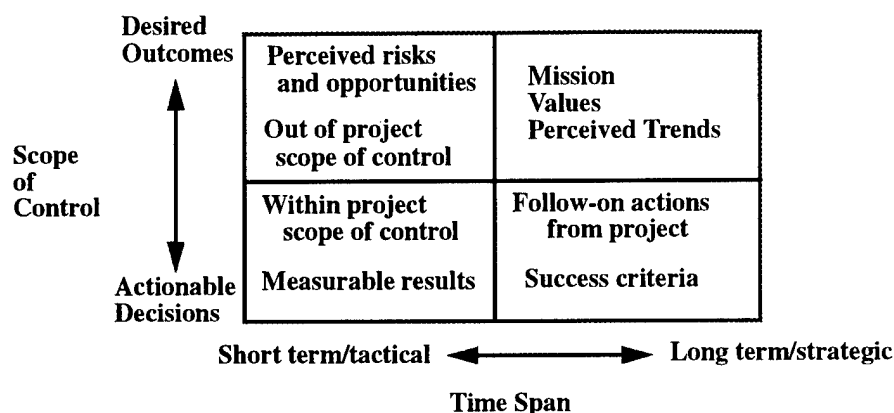 Desired
Outcomes
Perceived risks
and opportunities
Out of project
scope of control
Mission
Values
Perceived Trends
Scope
of
Control
Within project
scope of control
Measurable results
Follow-on actions
from project
Success criteria
Actionable
Decisions
Short term/tactical
Long term/strategic
Time Span